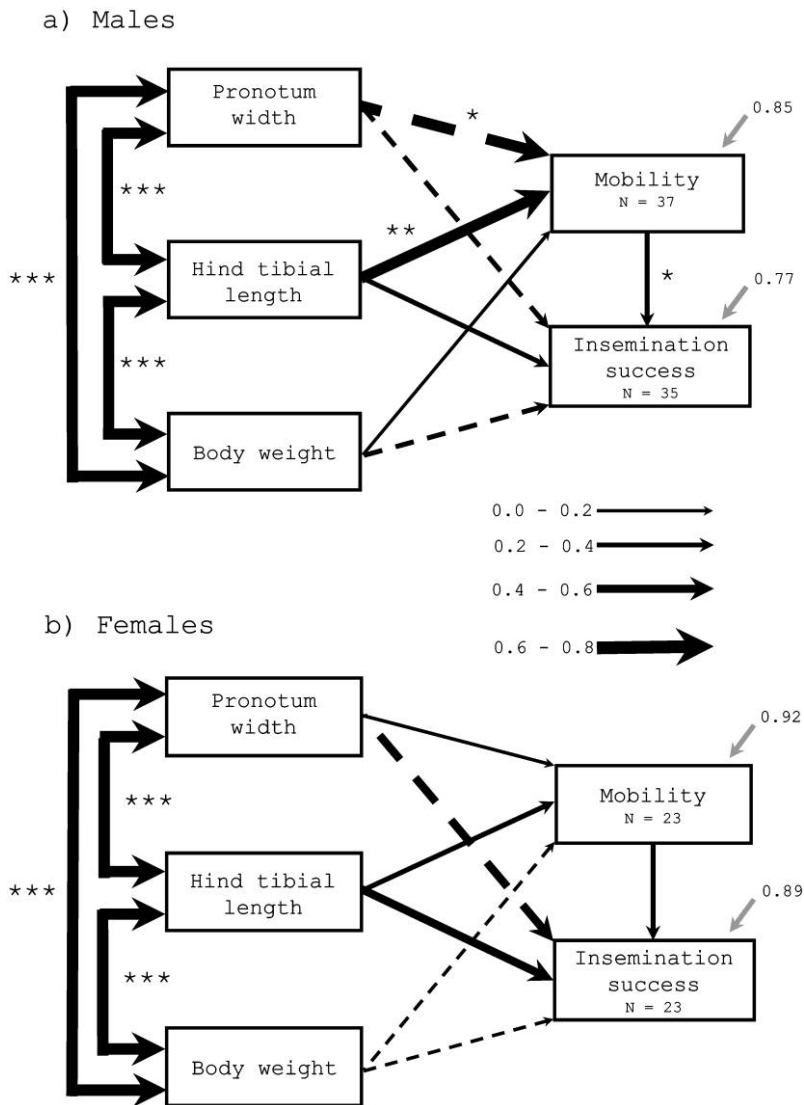 a) Males
Pronotum
width
*
0.85
Mobility
N = 37
***
**
***
Hind tibial
length
*
0.77
***
Insemination
success
N = 35
Body weight
0.0 - 0.2
0.2 - 0.4
0.4 - 0.6
0.6 - 0.8
b) Females
Pronotum
width
0.92
Mobility
N = 23
***
***
Hind tibial
length
0.89
***
Insemination
success
N = 23
Body weight